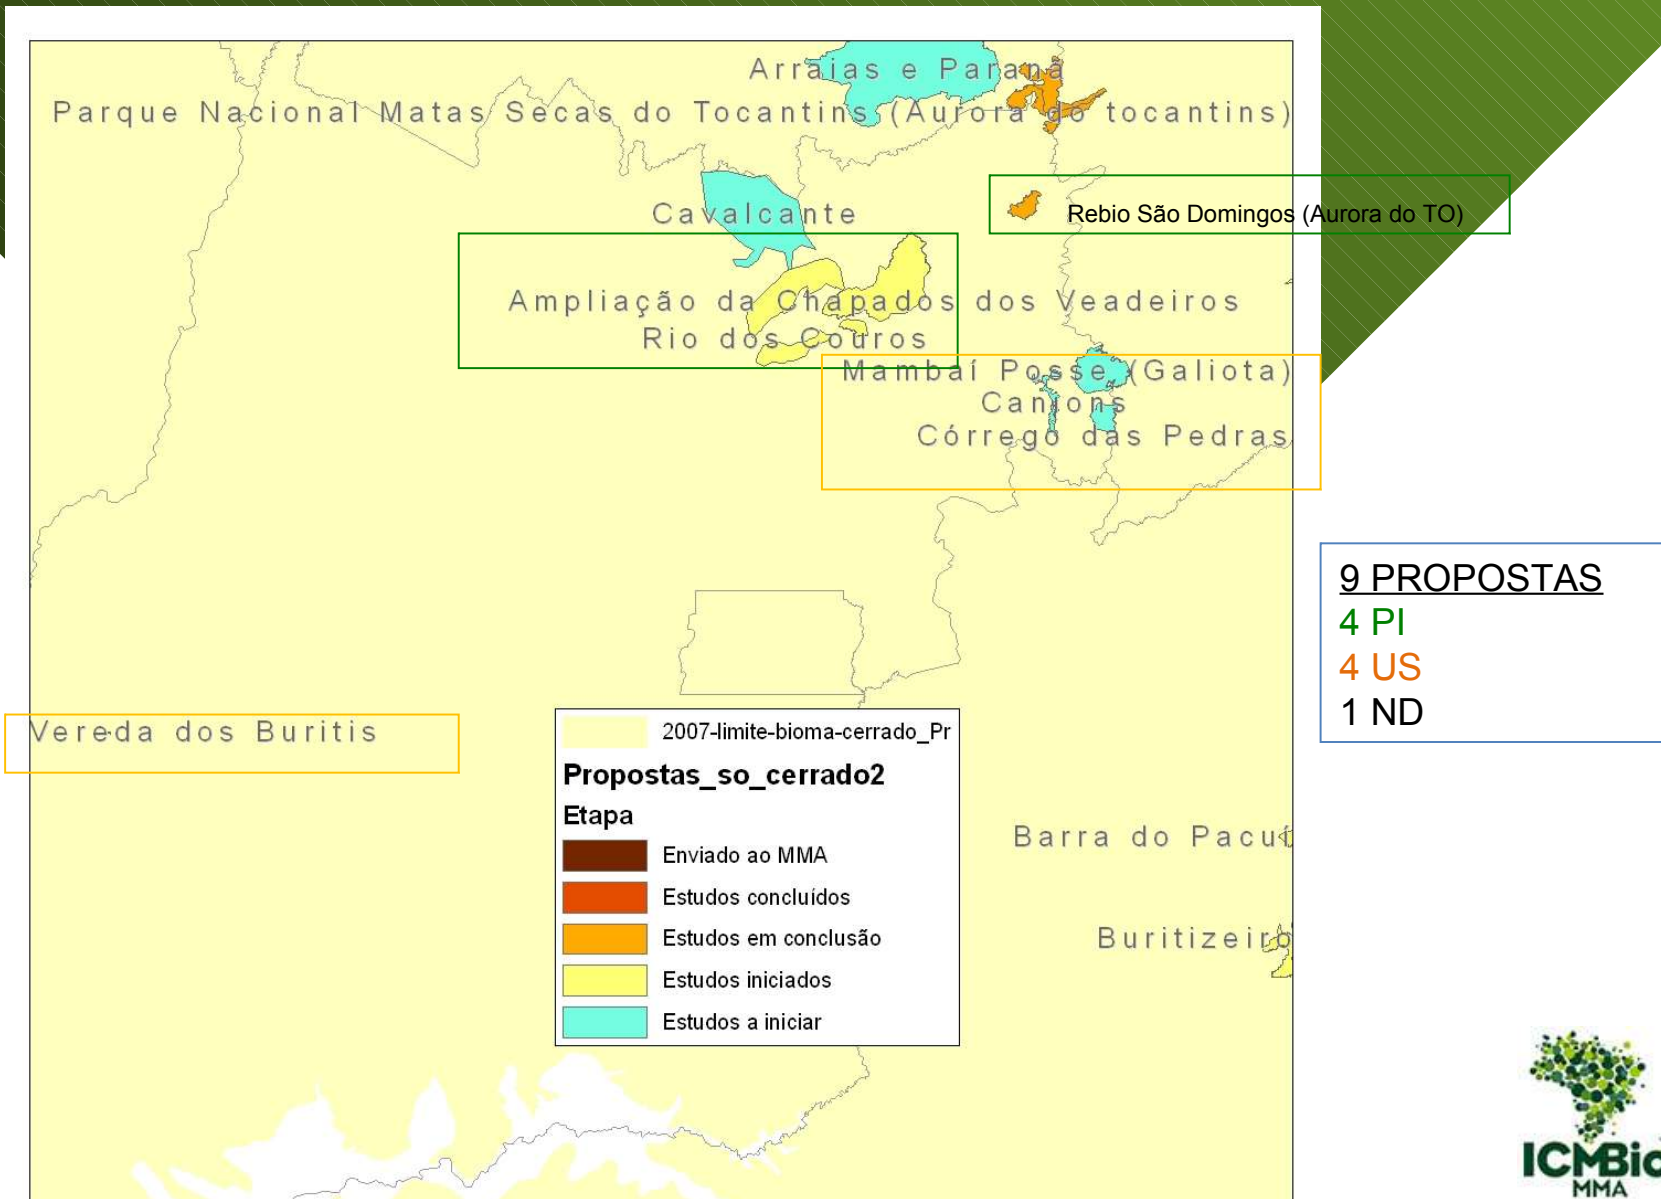 Arraias e Paranã
Parque Nacional Matas Secas do Tocantins (Aurora do tocantins)
Cavalcante
Rebio São Domingos (Aurora do TO)
Ampliação da Chapados dos Veadeiros
Rio dos Couros
Mambaí Posse (Galiota)
Canions
Córrego das Pedras
9 PROPOSTAS
4 PI
4 US
1 ND
Vereda dos Buritis
2007-limite-bioma-cerrado_Pr
Propostas_so_cerrado2
Etapa
Enviado ao MMA
Estudos concluídos
Estudos em conclusão
Estudos iniciados
Estudos a iniciar
Barra do Pacuí
Buritizeiro
ICMBio
MMA